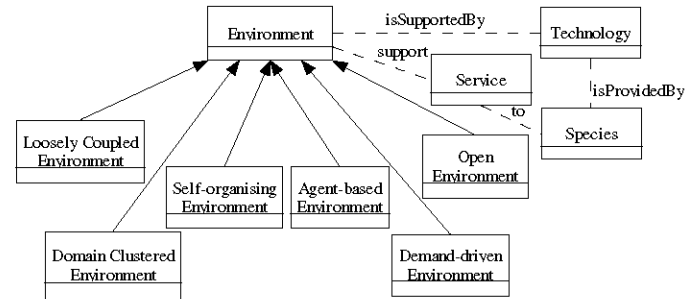 isSupportedBy
Environment
Technology
support
Service
isProvidedBy
to
Species
Loosely Coupled
Environment
Open
Environment
Self-organising
Environment
Agent-based
Environment
Domain Clustered
Environment
Demand-driven
Environment